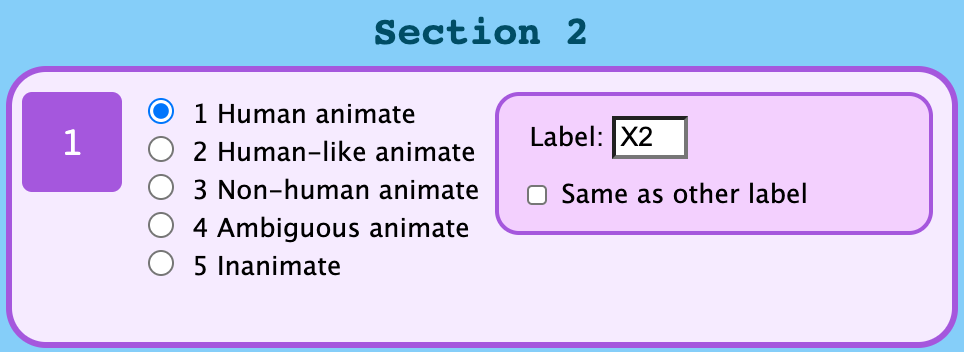 Section 2
1
1 Human animate
2 Human-like animate
3 Non-human animate
4 Ambiguous animate
5 Inanimate
Label: X2
Same as other label